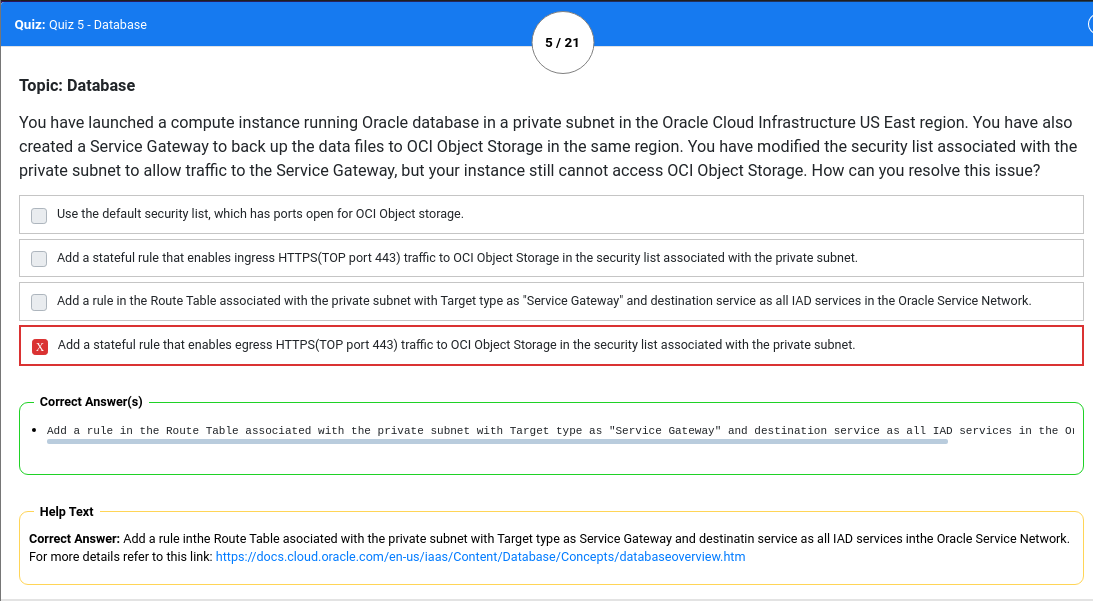 Quiz: Quiz 5 - Database
5 / 21
Topic: Database
You have launched a compute instance running Oracle database in a private subnet in the Oracle Cloud Infrastructure US East region. You have also
created a Service Gateway to back up the data files to OCI Object Storage in the same region. You have modified the security list associated with the
private subnet to allow traffic to the Service Gateway, but your instance still cannot access OCI Object Storage. How can you resolve this issue?
Use the default security list, which has ports open for OCI Object storage.
Add a stateful rule that enables ingress HTTPS(TOP port 443) traffic to OCI Object Storage in the security list associated with the private subnet.
Add a rule in the Route Table associated with the private subnet with Target type as "Service Gateway" and destination service as all IAD services in the Oracle Service Network.
X Add a stateful rule that enables egress HTTPS(TOP port 443) traffic to OCI Object Storage in the security list associated with the private subnet.
Correct Answer(s)
• Add a rule in the Route Table associated with the private subnet with Target type as "Service Gateway" and destination service as all IAD services in the
Help Text
Correct Answer: Add a rule inthe Route Table asociated with the private subnet with Target type as Service Gateway and destinatin service as all IAD services inthe Oracle Service Network.
For more details refer to this link: https://docs.cloud.oracle.com/en-us/iaas/Content/Database/Concepts/databaseoverview.htm